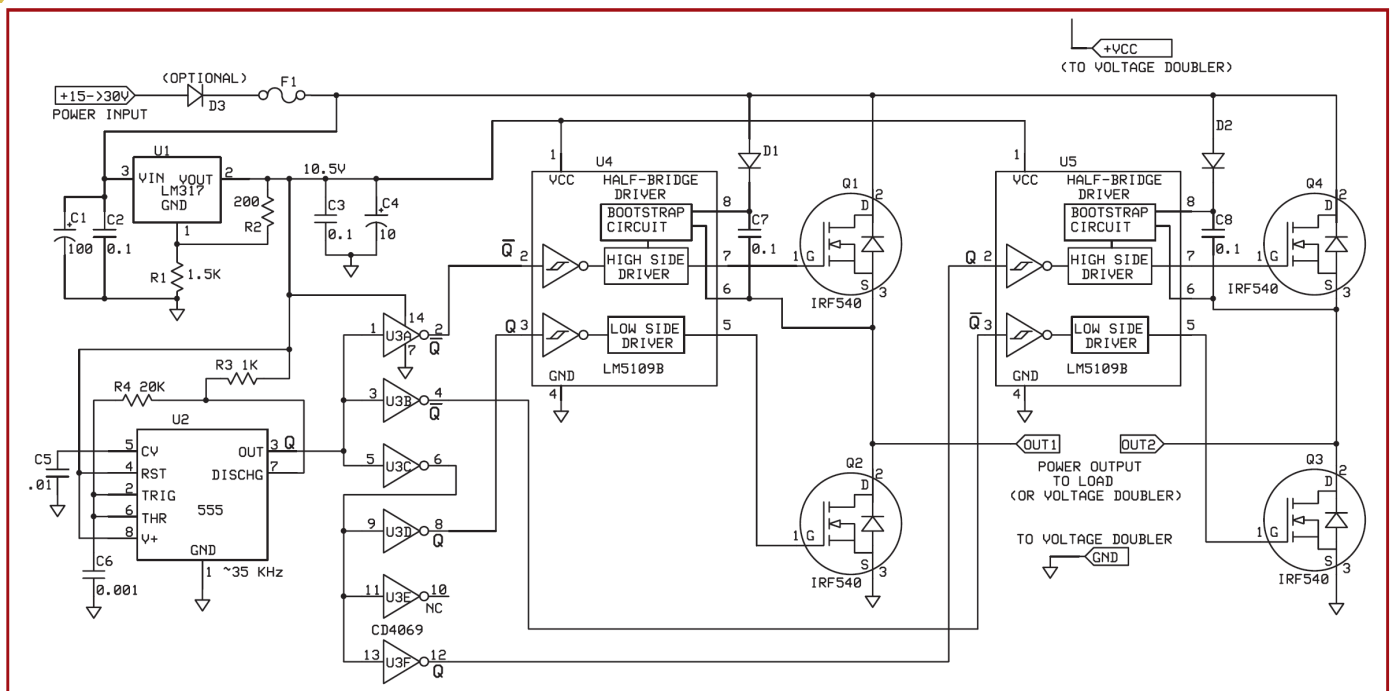 +VCC
(TO VOLTAGE DOUBLER)
(OPTIONAL)
F1
+15->30V
D3
POWER INPUT
D2
U1
10.5V
3 VIN VOUT 2
LM317
GND
1
200
R2
C1
100
C2
0.1
R1 1.5K
C3
0.1
C4
10
1
U4
VCC
HALF-BRIDGE
DRIVER
BOOTSTRAP
CIRCUIT
8
D1
C7
0.1
Q̅ 2
HIGH SIDE
DRIVER
7
6
Q 3
LOW SIDE
DRIVER
5
LM5109B
GND
4
Q1
2
D
1 G
S
3
IRF540
1
U5
VCC
HALF-BRIDGE
DRIVER
BOOTSTRAP
CIRCUIT
8
C8
0.1
Q 2
HIGH SIDE
DRIVER
7
6
Q̅ 3
LOW SIDE
DRIVER
5
LM5109B
GND
4
Q4
2
D
1 G
S
3
IRF540
R3 1K
R4 20K
U2
C5
.01
5 CV
4 RST
2 TRIG
6 THR
8 V+
OUT 3 Q
DISCHG 7
555
GND
1
~35 KHz
C6
0.001
14
1 U3A 2
Q̅
7
3 U3B 4
Q̅
5 U3C 6
9 U3D 8
Q
11 U3E 10
NC
CD4069
13 U3F 12
Q
OUT1
OUT2
POWER OUTPUT
TO LOAD
(OR VOLTAGE DOUBLER)
TO VOLTAGE DOUBLER
GND
Q2
2
D
1 G
S
3
IRF540
Q3
2
D
1 G
S
3
IRF540